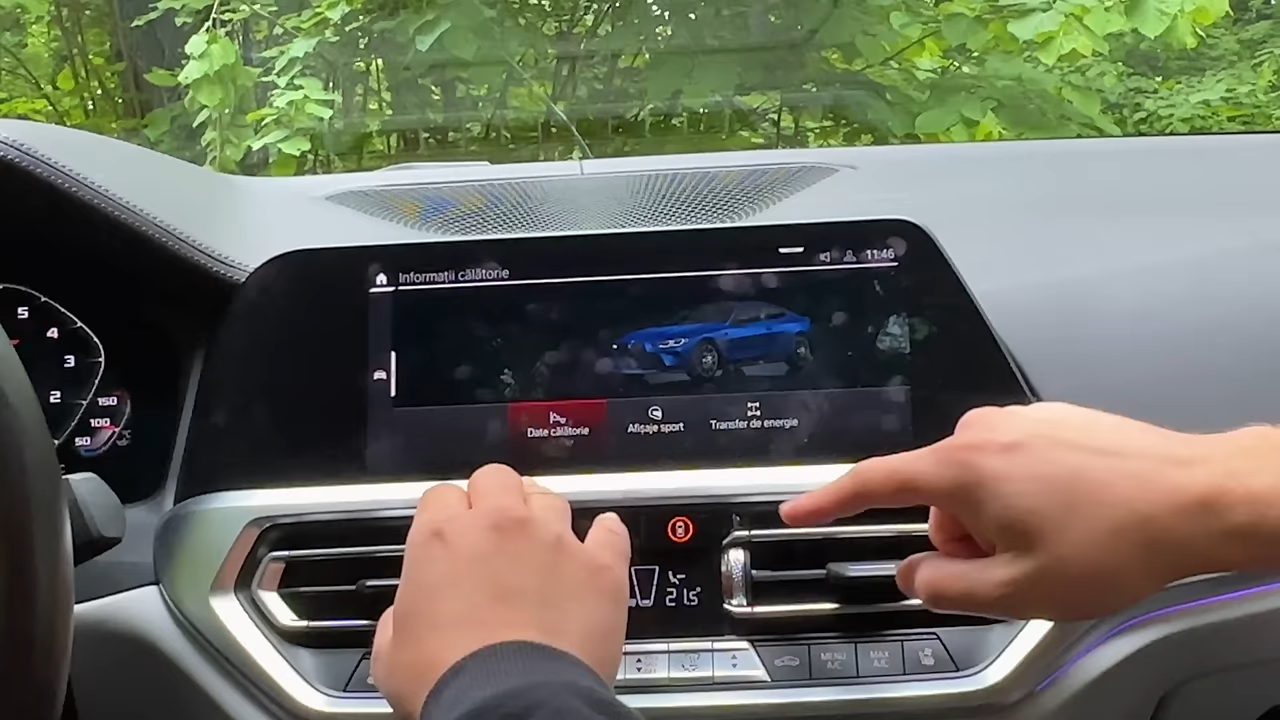 Informații călătorie
11:46
Date călătorie
Afișaje sport
Transfer de energie
5
4
3
2
150
100
50
21.5°
MENU
A/C
MAX
A/C